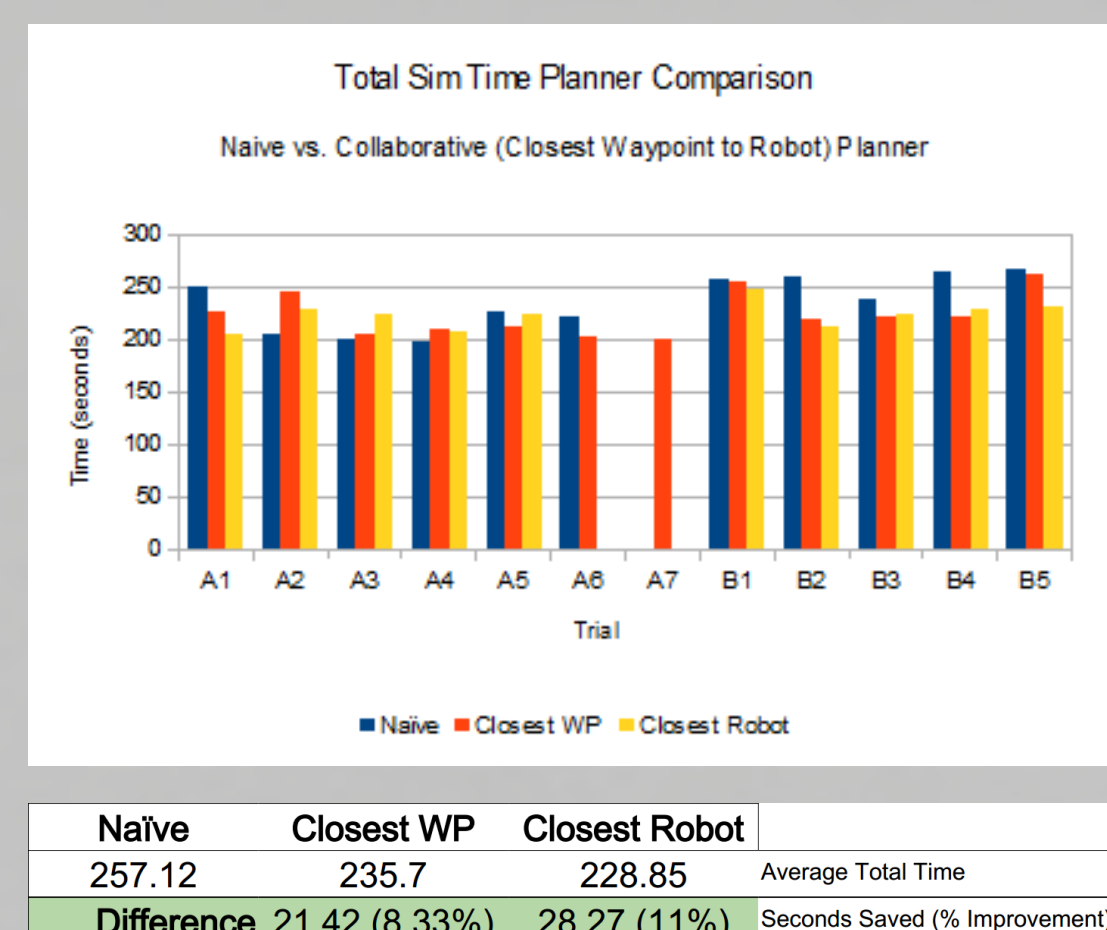 Total Sim Time Planner Comparison
Naive vs. Collaborative (Closest Waypoint to Robot) Planner
300
250
200
150
100
50
0
Time (seconds)
A1 A2 A3 A4 A5 A6 A7 B1 B2 B3 B4 B5
Trial
Naïve Closest WP Closest Robot
Naïve Closest WP Closest Robot
257.12 235.7 228.85 Average Total Time
Difference 21.42 (8.33%) 28.27 (11%) Seconds Saved (% Improvement)